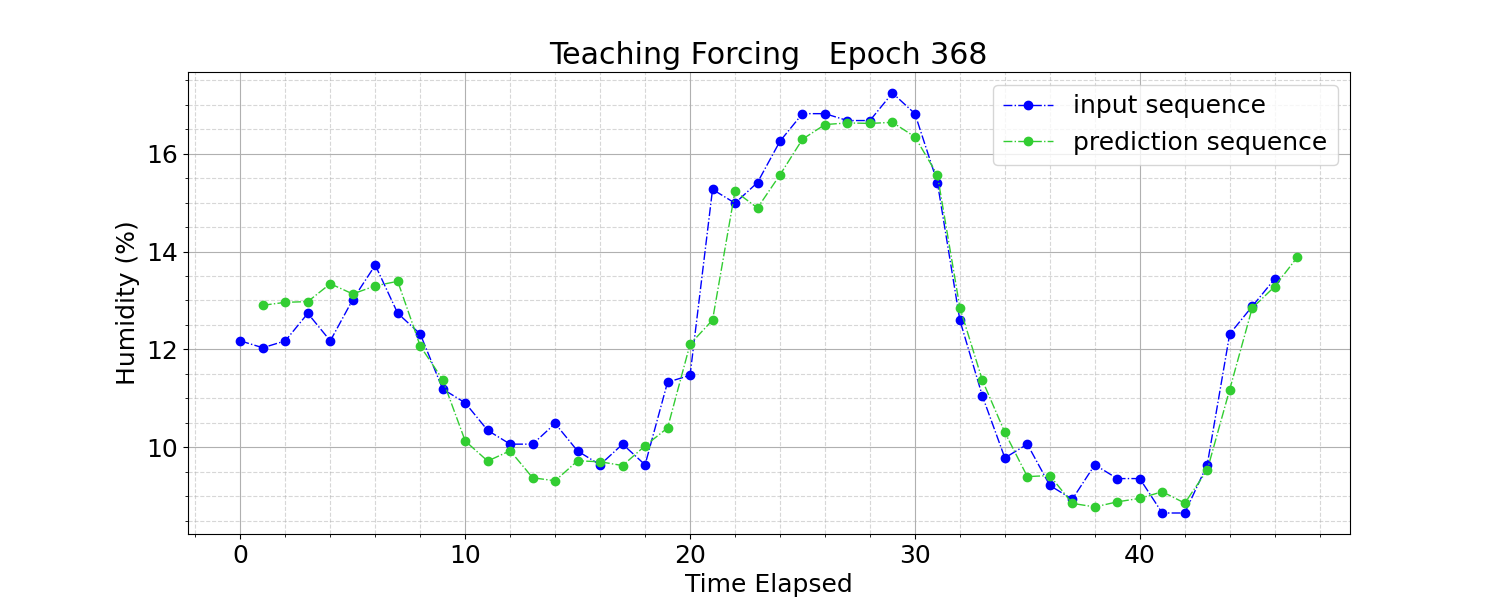 Teaching Forcing   Epoch 368
input sequence
prediction sequence
Humidity (%)
16
14
12
10
0 10 20 30 40
Time Elapsed